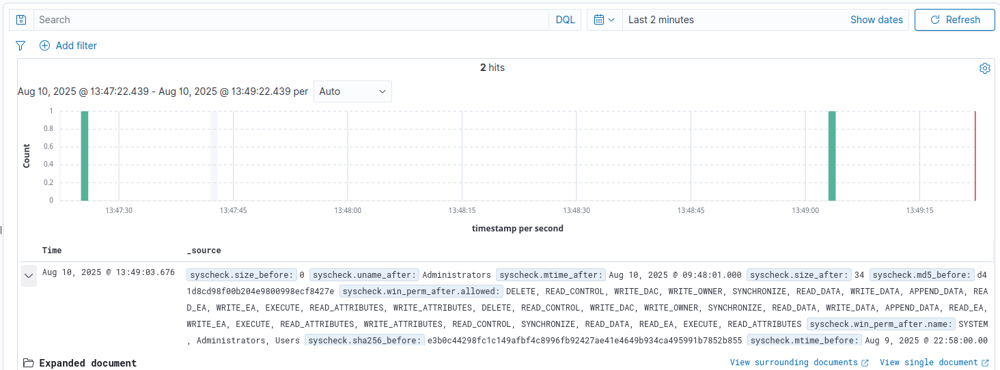 Search DQL Last 2 minutes Show dates Refresh
Add filter
2 hits
Aug 10, 2025 @ 13:47:22.439 - Aug 10, 2025 @ 13:49:22.439 per Auto
Count
1
0.8
0.6
0.4
0.2
0
13:47:30 13:47:45 13:48:00 13:48:15 13:48:30 13:48:45 13:49:00 13:49:15
timestamp per second
Time _source
Aug 10, 2025 @ 13:49:03.676 syscheck.size_before: 0 syscheck.uname_after: Administrators syscheck.mtime_after: Aug 10, 2025 @ 09:48:01.000 syscheck.size_after: 34 syscheck.md5_before: d4
1d8cd98f00b204e9800998ecf8427e syscheck.win_perm_after.allowed: DELETE, READ_CONTROL, WRITE_DAC, WRITE_OWNER, SYNCHRONIZE, READ_DATA, WRITE_DATA, APPEND_DATA, REA
D_EA, WRITE_EA, EXECUTE, READ_ATTRIBUTES, WRITE_ATTRIBUTES, DELETE, READ_CONTROL, WRITE_DAC, WRITE_OWNER, SYNCHRONIZE, READ_DATA, WRITE_DATA, APPEND_DATA, READ_EA,
WRITE_EA, EXECUTE, READ_ATTRIBUTES, WRITE_ATTRIBUTES, READ_CONTROL, SYNCHRONIZE, READ_DATA, READ_EA, EXECUTE, READ_ATTRIBUTES syscheck.win_perm_after.name: SYSTEM
, Administrators, Users syscheck.sha256_before: e3b0c44298fc1c149afbf4c8996fb92427ae41e4649b934ca495991b7852b855 syscheck.mtime_before: Aug 9, 2025 @ 22:58:00.00
Expanded document View surrounding documents View single document